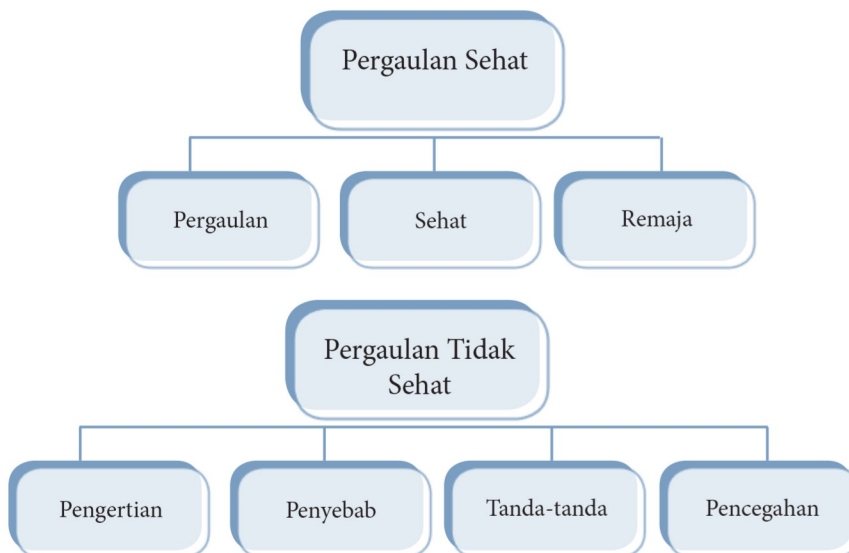 Pergaulan Sehat
Pergaulan
Sehat
Remaja
Pergaulan Tidak
Sehat
Pengertian
Penyebab
Tanda-tanda
Pencegahan